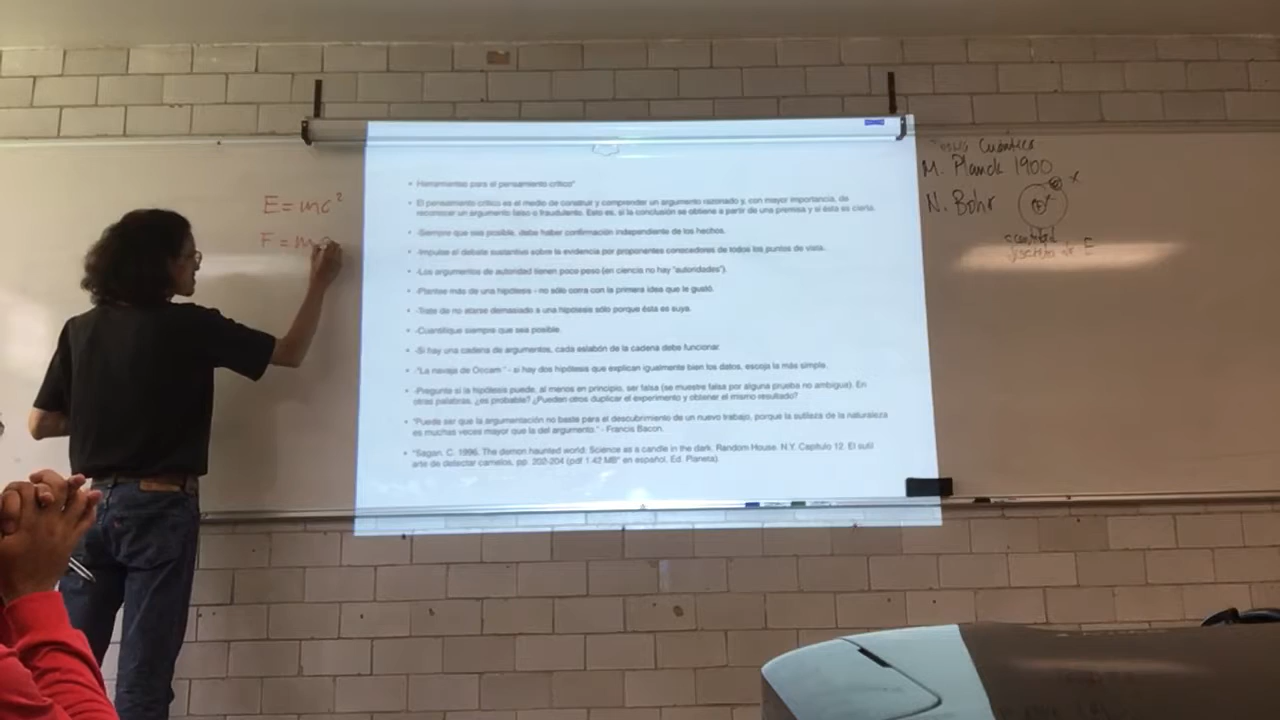 E = mc²
F = m
• Herramientas para el pensamiento crítico"
• El pensamiento crítico es el medio de construir y comprender un argumento razonado y, con mayor importancia, de
reconocer un argumento falso o fraudulento. Esto es, si la conclusión se obtiene a partir de una premisa y si ésta es cierta.
• -Siempre que sea posible, debe haber confirmación independiente de los hechos.
• -Impulse el debate sustantivo sobre la evidencia por proponentes conocedores de todos los puntos de vista.
• -Los argumentos de autoridad tienen poco peso (en ciencia no hay "autoridades").
• -Plantee más de una hipótesis - no sólo corra con la primera idea que le gustó.
• -Trate de no atarse demasiado a una hipótesis sólo porque ésta es suya.
• -Cuantifique siempre que sea posible.
• -Si hay una cadena de argumentos, cada eslabón de la cadena debe funcionar.
• -"La navaja de Occam" - si hay dos hipótesis que explican igualmente bien los datos, escoja la más simple.
• -Pregunte si la hipótesis puede, al menos en principio, ser falsa (se muestre falsa por alguna prueba no ambigua). En
otras palabras, ¿es probable? ¿Pueden otros duplicar el experimento y obtener el mismo resultado?
• "Puede ser que la argumentación no baste para el descubrimiento de un nuevo trabajo, porque la sutileza de la naturaleza
es muchas veces mayor que la del argumento." - Francis Bacon.
• "Sagan, C. 1996. The demon haunted world. Science as a candle in the dark. Random House. N.Y. Capítulo 12. El sutil
arte de detectar camelos, pp. 202-204 (pdf 1.42 MB" en español, Ed. Planeta).
Cuántica
M. Planck 1900
N. Bohr
cantidad
discreta de E